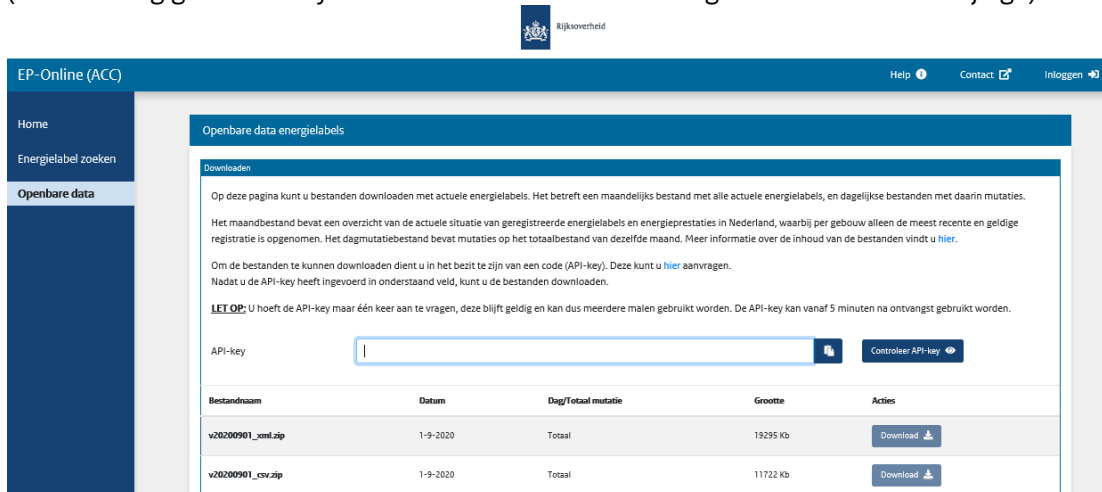 Rijksoverheid
EP-Online (ACC)
Help
Contact
Inloggen
Home
Energielabel zoeken
Openbare data
Openbare data energielabels
Downloaden
Op deze pagina kunt u bestanden downloaden met actuele energielabels. Het betreft een maandelijks bestand met alle actuele energielabels, en dagelijkse bestanden met daarin mutaties.
Het maandbestand bevat een overzicht van de actuele situatie van geregistreerde energielabels en energieprestaties in Nederland, waarbij per gebouw alleen de meest recente en geldige
registratie is opgenomen. Het dagmutatiebestand bevat mutaties op het totaalbestand van dezelfde maand. Meer informatie over de inhoud van de bestanden vindt u hier.
Om de bestanden te kunnen downloaden dient u in het bezit te zijn van een code (API-key). Deze kunt u hier aanvragen.
Nadat u de API-key heeft ingevoerd in onderstaand veld, kunt u de bestanden downloaden.
LET OP: U hoeft de API-key maar één keer aan te vragen, deze blijft geldig en kan dus meerdere malen gebruikt worden. De API-key kan vanaf 5 minuten na ontvangst gebruikt worden.
API-key
Controleer API-key
Bestandnaam Datum Dag/Totaal mutatie Grootte Acties
v20200901_xml.zip 1-9-2020 Totaal 19295 Kb Download
v20200901_csv.zip 1-9-2020 Totaal 11722 Kb Download